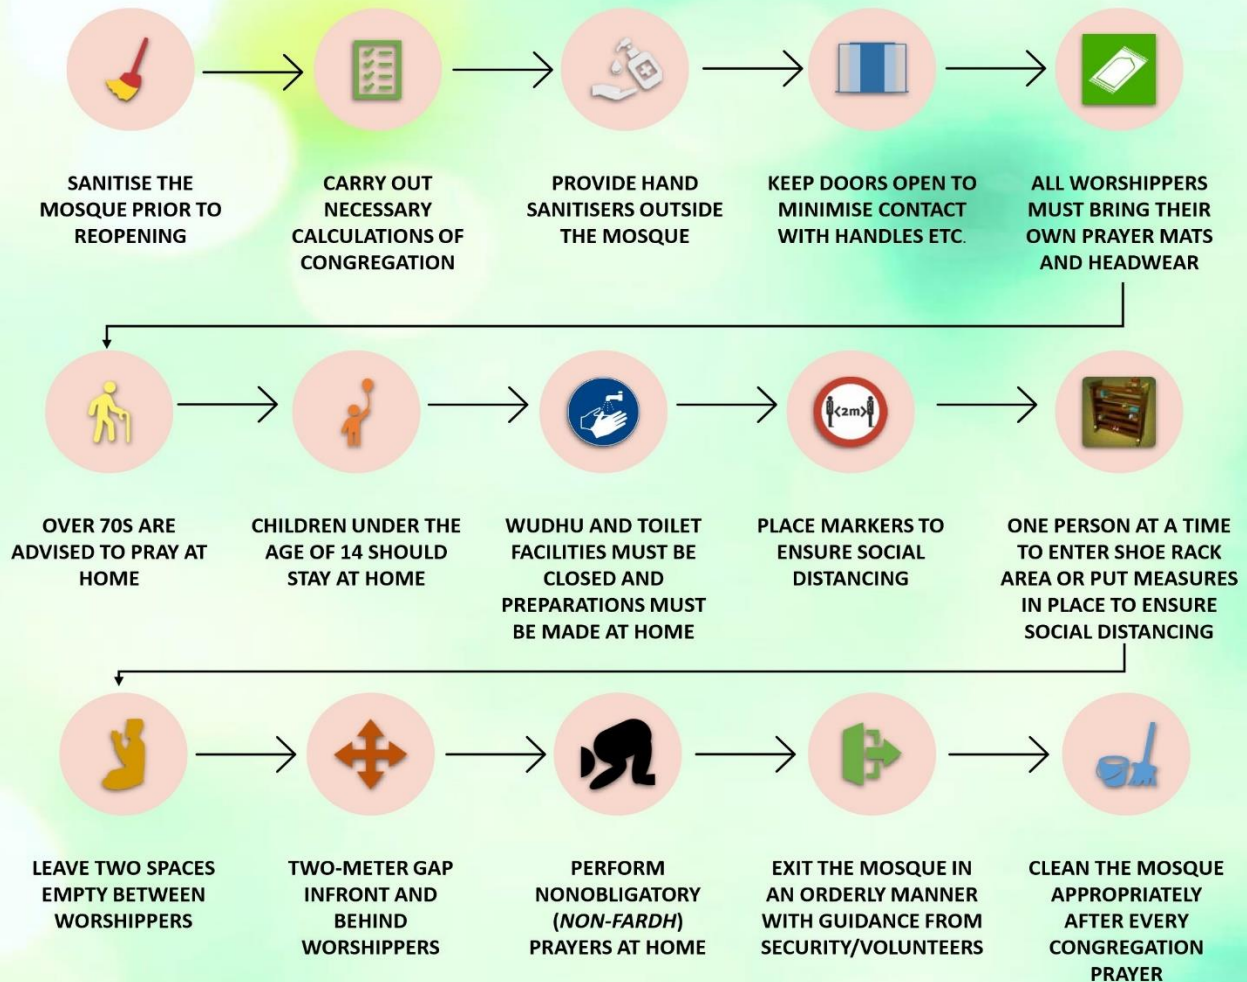 SANITISE THE
MOSQUE PRIOR TO
REOPENING
CARRY OUT
NECESSARY
CALCULATIONS OF
CONGREGATION
PROVIDE HAND
SANITISERS OUTSIDE
THE MOSQUE
KEEP DOORS OPEN TO
MINIMISE CONTACT
WITH HANDLES ETC.
ALL WORSHIPPERS
MUST BRING THEIR
OWN PRAYER MATS
AND HEADWEAR
OVER 70S ARE
ADVISED TO PRAY AT
HOME
CHILDREN UNDER THE
AGE OF 14 SHOULD
STAY AT HOME
WUDHU AND TOILET
FACILITIES MUST BE
CLOSED AND
PREPARATIONS MUST
BE MADE AT HOME
<2m>
PLACE MARKERS TO
ENSURE SOCIAL
DISTANCING
ONE PERSON AT A TIME
TO ENTER SHOE RACK
AREA OR PUT MEASURES
IN PLACE TO ENSURE
SOCIAL DISTANCING
LEAVE TWO SPACES
EMPTY BETWEEN
WORSHIPPERS
TWO-METER GAP
INFRONT AND
BEHIND
WORSHIPPERS
PERFORM
NONOBLIGATORY
(NON-FARDH)
PRAYERS AT HOME
EXIT THE MOSQUE IN
AN ORDERLY MANNER
WITH GUIDANCE FROM
SECURITY/VOLUNTEERS
CLEAN THE MOSQUE
APPROPRIATELY
AFTER EVERY
CONGREGATION
PRAYER